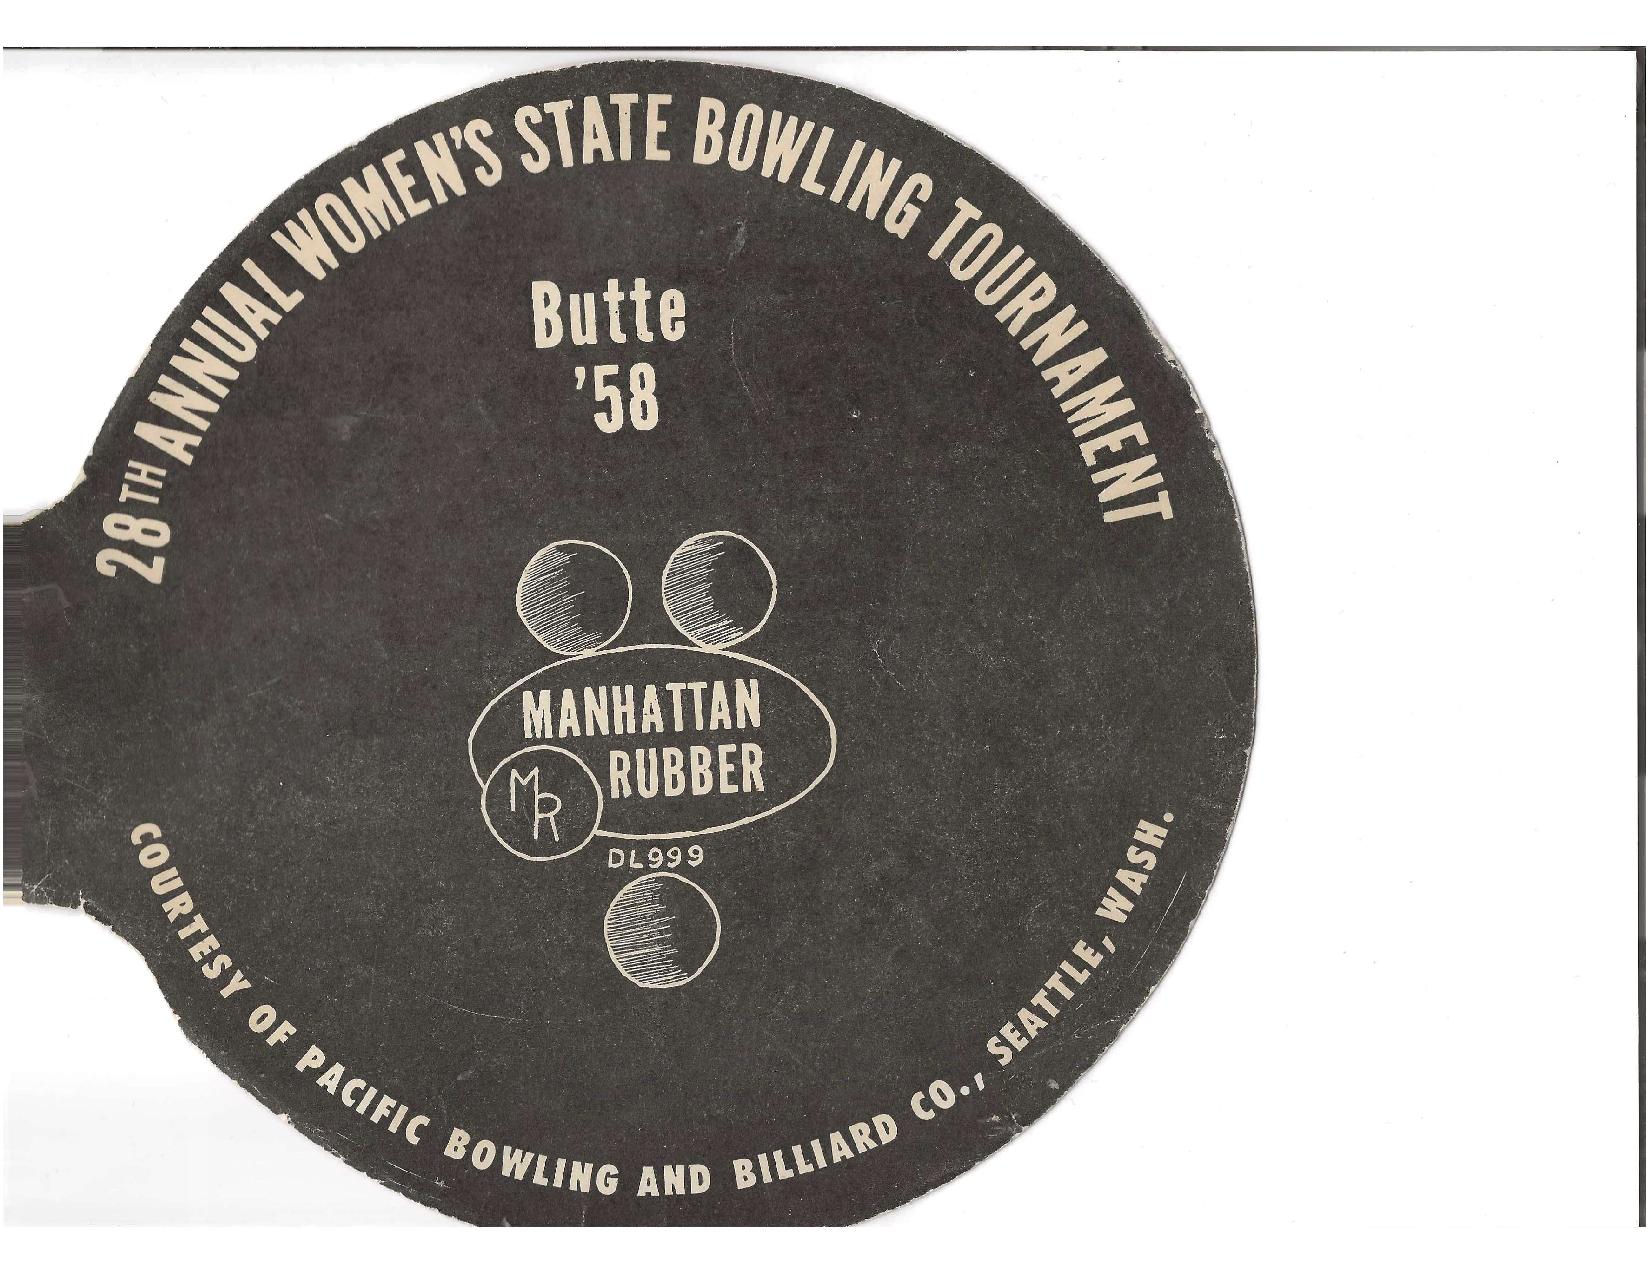 28TH ANNUAL WOMEN'S STATE BOWLING TOURNAMENT
Butte
'58
MANHATTAN
RUBBER
MR
DL999
COURTESY OF PACIFIC BOWLING AND BILLIARD CO., SEATTLE, WASH.